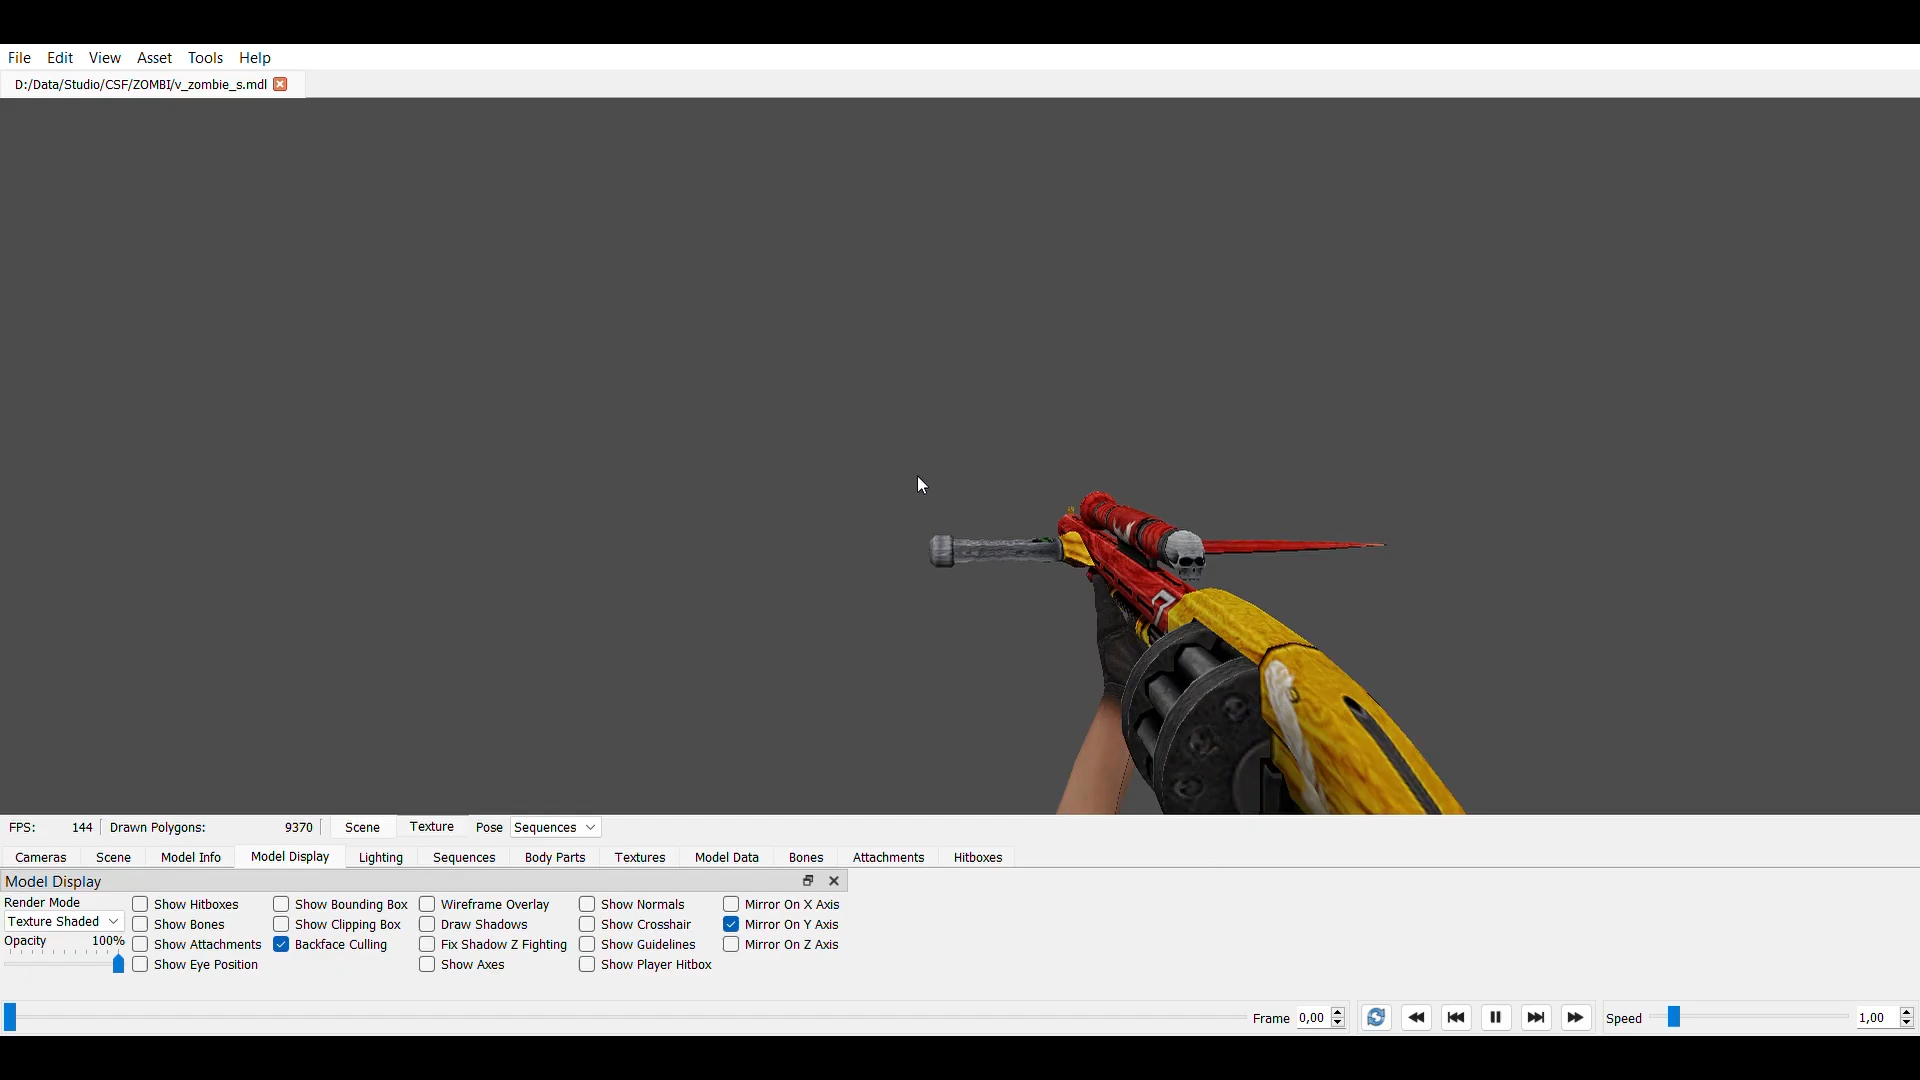 File Edit View Asset Tools Help
D:/Data/Studio/CSF/ZOMBI/v_zombie_s.mdl
FPS: 144 Drawn Polygons: 9370 Scene Texture Pose Sequences
Cameras Scene Model Info Model Display Lighting Sequences Body Parts Textures Model Data Bones Attachments Hitboxes
Model Display
Render Mode
Texture Shaded
Opacity 100%
Show Hitboxes Show Bounding Box Wireframe Overlay Show Normals Mirror On X Axis
Show Bones Show Clipping Box Draw Shadows Show Crosshair Mirror On Y Axis
Show Attachments Backface Culling Fix Shadow Z Fighting Show Guidelines Mirror On Z Axis
Show Eye Position Show Axes Show Player Hitbox
Frame 0,00 Speed 1,00